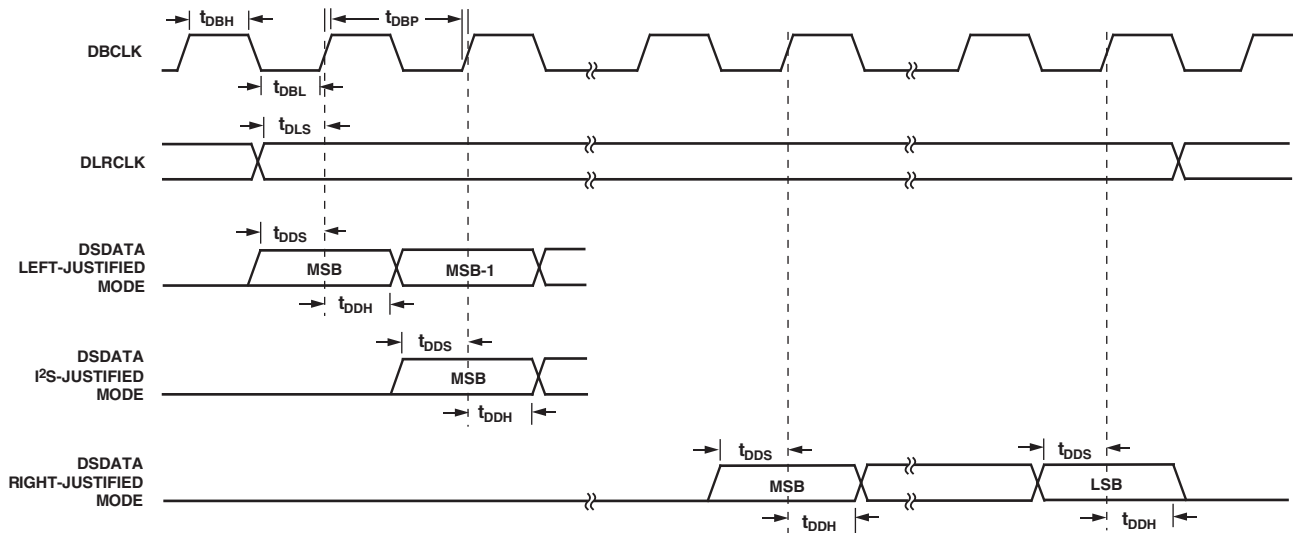 tDBH
tDBP
DBCLK
tDBL
tDLS
DLRCLK
tDDS
DSDATA
LEFT-JUSTIFIED
MODE
MSB
MSB-1
tDDH
tDDS
DSDATA
I²S-JUSTIFIED
MODE
MSB
tDDH
tDDS
tDDS
DSDATA
RIGHT-JUSTIFIED
MODE
MSB
LSB
tDDH
tDDH